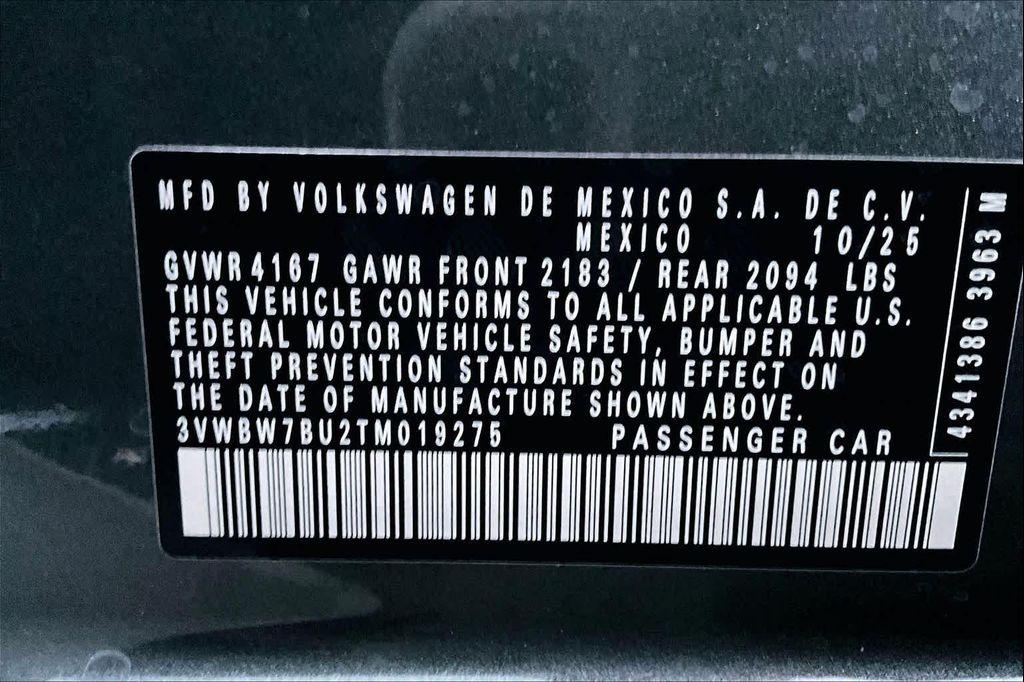 MFD BY VOLKSWAGEN DE MEXICO S.A. DE C.V.
MEXICO 10/25
GVWR 4167 GAWR FRONT 2183 / REAR 2094 LBS
THIS VEHICLE CONFORMS TO ALL APPLICABLE U.S.
FEDERAL MOTOR VEHICLE SAFETY, BUMPER AND
THEFT PREVENTION STANDARDS IN EFFECT ON
THE DATE OF MANUFACTURE SHOWN ABOVE.
3VWBW7BU2TM019275 PASSENGER CAR
4341386 3963 M